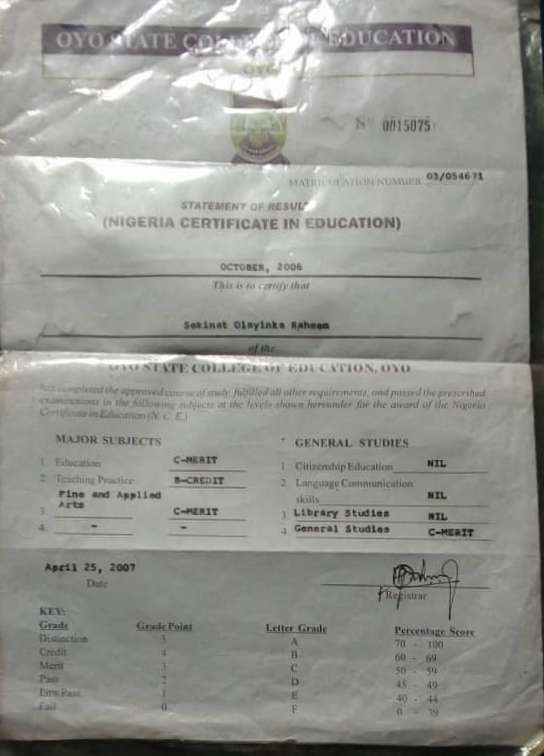 OYO STATE COLLEGE OF EDUCATION
OYO
Nº 0015075
MATRICULATION NUMBER 03/054671
STATEMENT OF RESULT
(NIGERIA CERTIFICATE IN EDUCATION)
OCTOBER, 2006
This is to certify that
Sekinat Olayinka Raheem
of the
OYO STATE COLLEGE OF EDUCATION, OYO
has completed the approved course of study, fulfilled all other requirements, and passed the prescribed
examinations in the following subjects at the levels shown hereunder for the award of the Nigeria
Certificate in Education (N. C. E.)
MAJOR SUBJECTS GENERAL STUDIES
1. Education C-MERIT 1 Citizenship Education NIL
2. Teaching Practice B-CREDIT 2. Language Communication
skills NIL
Fine and Applied
3. Arts C-MERIT 3 Library Studies NIL
4. - - 4 General Studies C-MERIT
April 25, 2007
Date Registrar
KEY:
Grade Grade Point Letter Grade Percentage Score
Distinction 5 A 70 - 100
Credit 4 B 60 - 69
Merit 3 C 50 - 59
Pass 2 D 45 - 49
Low Pass 1 E 40 - 44
Fail 0 F 0 - 39